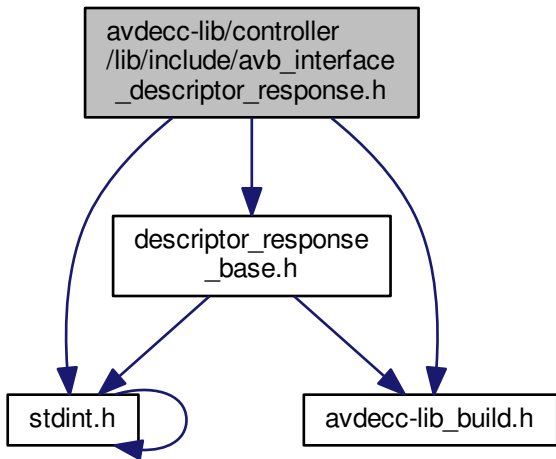 avdecc-lib/controller
/lib/include/avb_interface
_descriptor_response.h
descriptor_response
_base.h
stdint.h
avdecc-lib_build.h